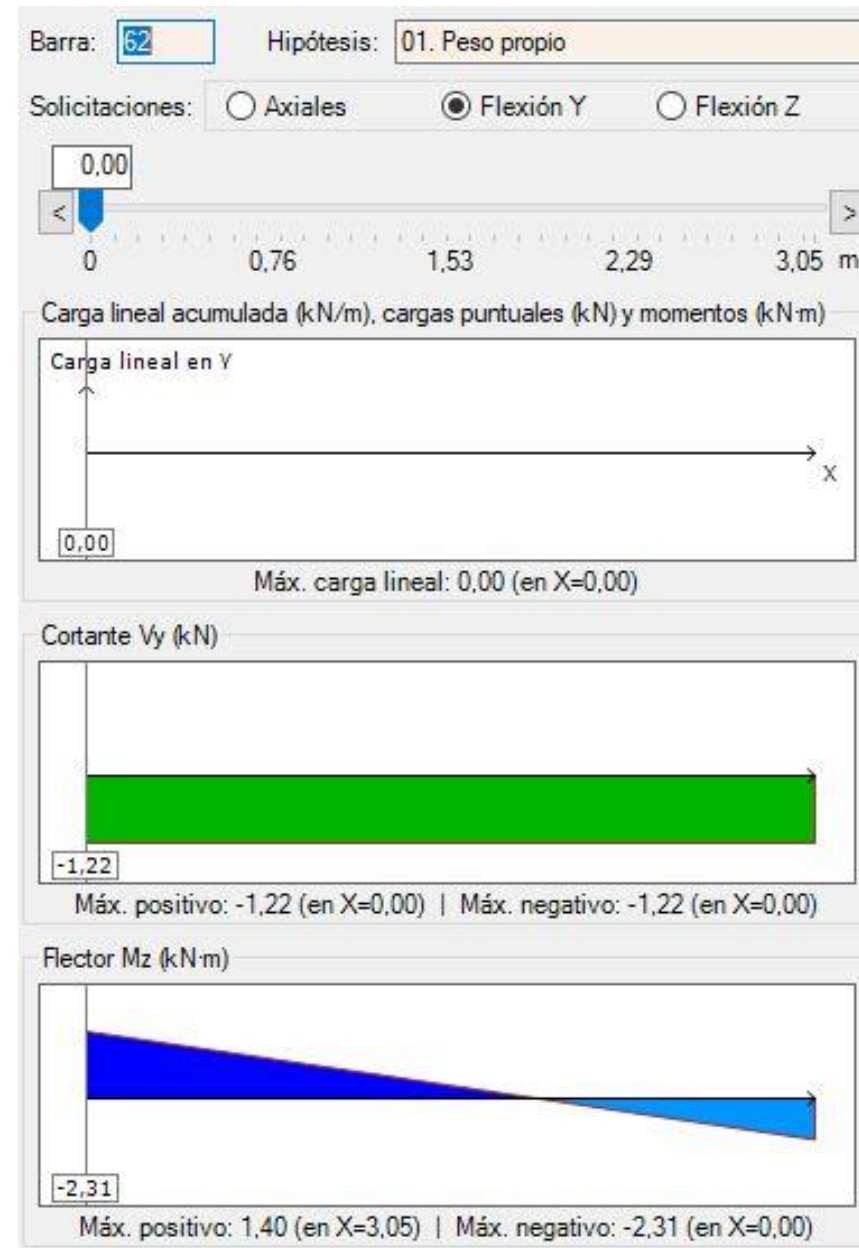 Barra: 62 Hipótesis: 01. Peso propio
Solicitaciones: Axiales Flexión Y Flexión Z
0,00
< >
0 0,76 1,53 2,29 3,05 m
Carga lineal acumulada (kN/m), cargas puntuales (kN) y momentos (kN·m)
Carga lineal en Y
X
0,00
Máx. carga lineal: 0,00 (en X=0,00)
Cortante Vy (kN)
-1,22
Máx. positivo: -1,22 (en X=0,00) | Máx. negativo: -1,22 (en X=0,00)
Flector Mz (kN·m)
-2,31
Máx. positivo: 1,40 (en X=3,05) | Máx. negativo: -2,31 (en X=0,00)